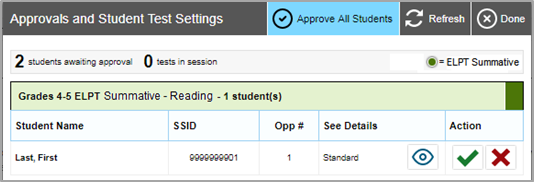 Approvals and Student Test Settings Approve All Students Refresh Done
2 students awaiting approval 0 tests in session = ELPT Summative
Grades 4-5 ELPT Summative - Reading - 1 student(s)
Student Name SSID Opp # See Details Action
Last, First 9999999901 1 Standard